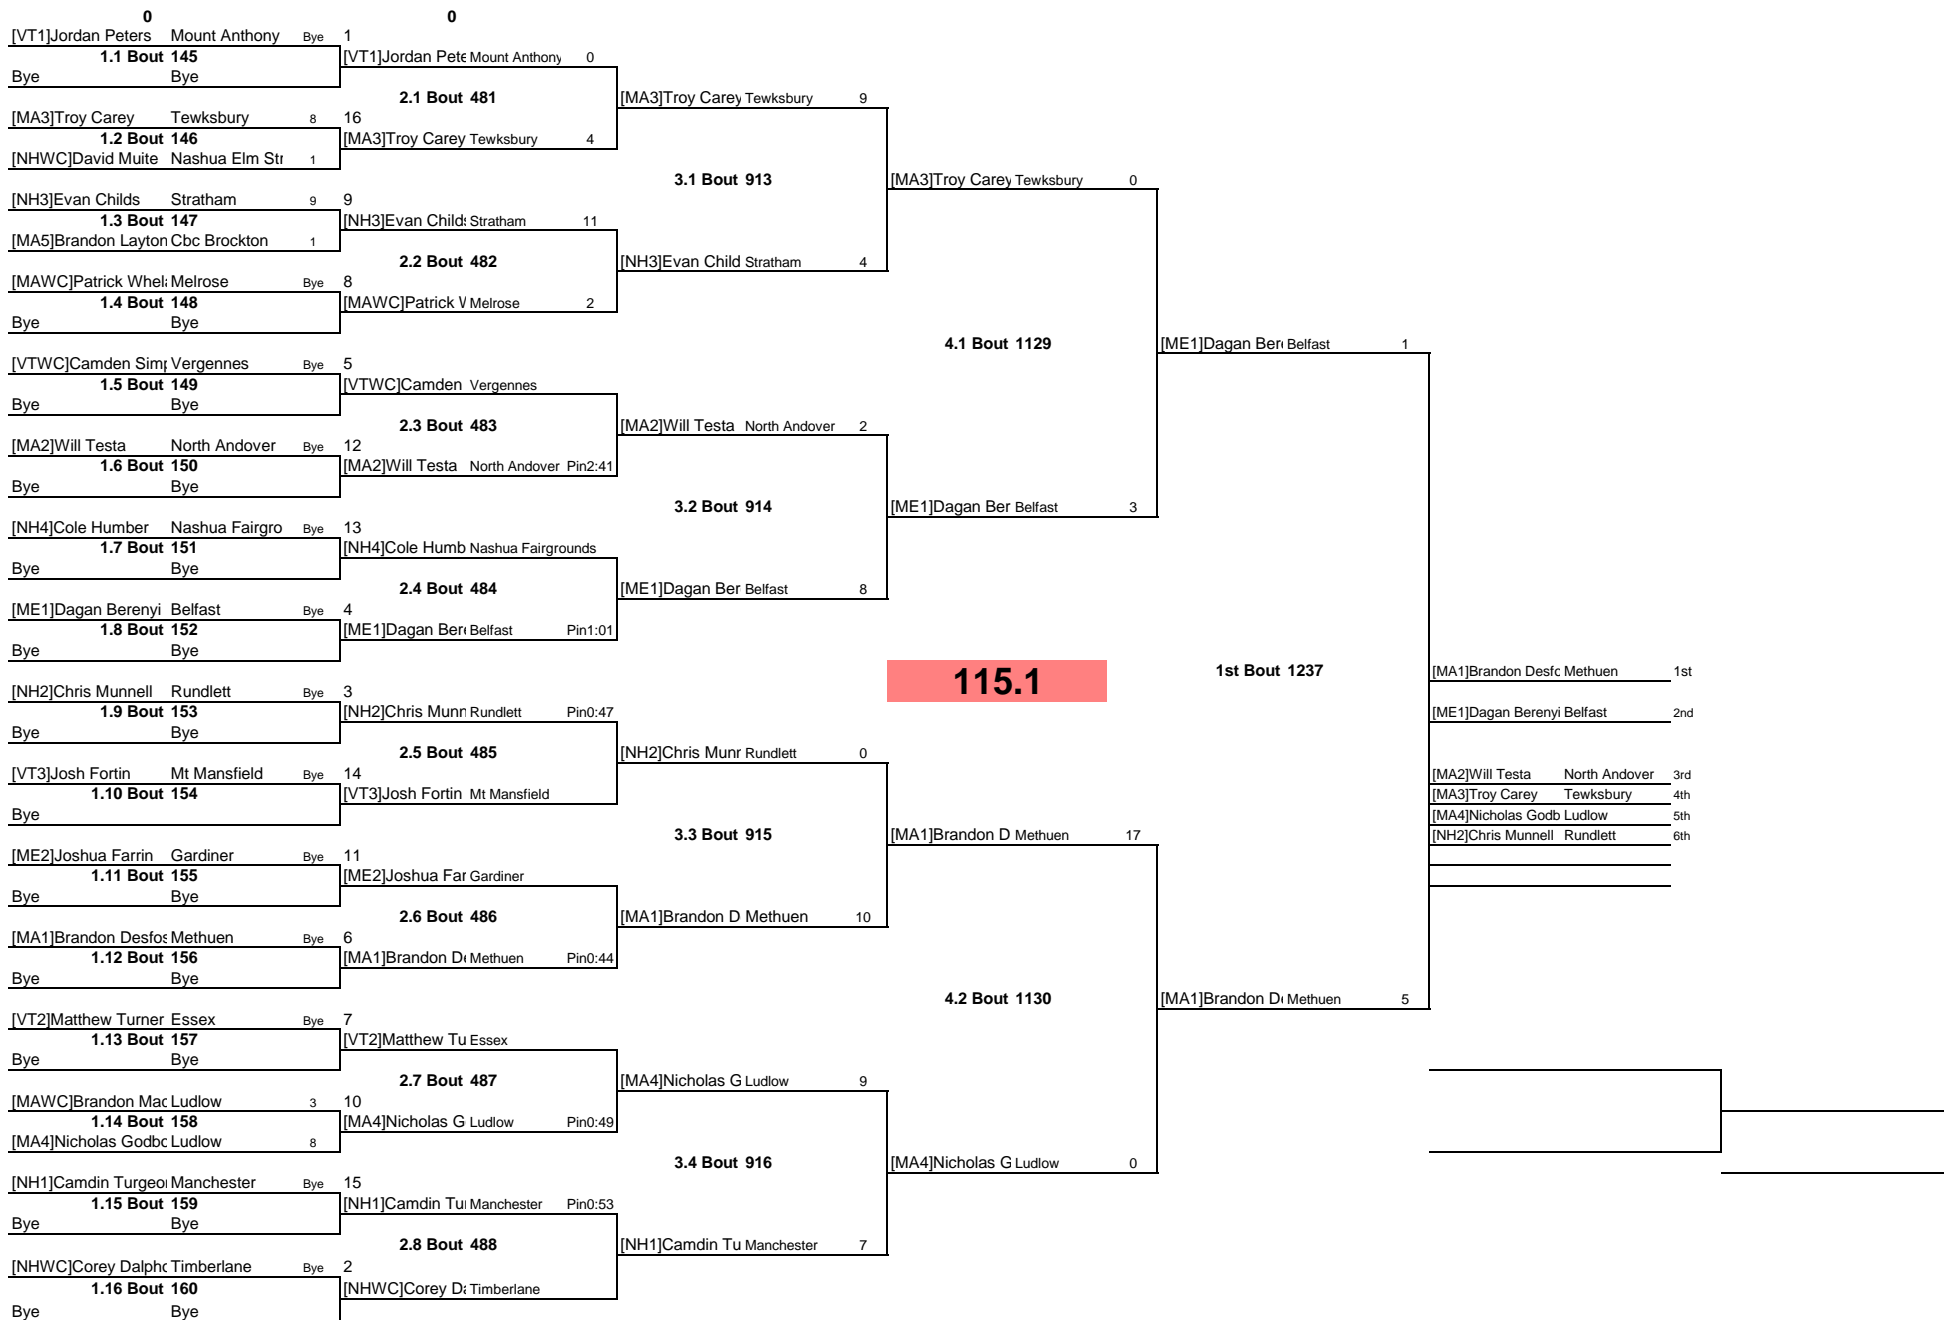 0 0
[VT1]Jordan Peters Mount Anthony Bye 1
1.1 Bout 145
[VT1]Jordan Pete Mount Anthony 0
Bye Bye
2.1 Bout 481
[MA3]Troy Carey Tewksbury 9
[MA3]Troy Carey Tewksbury 8 16
1.2 Bout 146
[MA3]Troy Carey Tewksbury 4
[NHWC]David Muite Nashua Elm Str 1
3.1 Bout 913
[MA3]Troy Carey Tewksbury 0
[NH3]Evan Childs Stratham 9 9
1.3 Bout 147
[NH3]Evan Childs Stratham 11
[MA5]Brandon Layton Cbc Brockton 1
2.2 Bout 482
[NH3]Evan Child Stratham 4
[MAWC]Patrick Whela Melrose Bye 8
1.4 Bout 148
[MAWC]Patrick W Melrose 2
Bye Bye
4.1 Bout 1129
[ME1]Dagan Bere Belfast 1
[VTWC]Camden Simp Vergennes Bye 5
1.5 Bout 149
[VTWC]Camden Vergennes
Bye Bye
2.3 Bout 483
[MA2]Will Testa North Andover 2
[MA2]Will Testa North Andover Bye 12
1.6 Bout 150
[MA2]Will Testa North Andover Pin2:41
Bye Bye
3.2 Bout 914
[ME1]Dagan Ber Belfast 3
[NH4]Cole Humber Nashua Fairgro Bye 13
1.7 Bout 151
[NH4]Cole Humb Nashua Fairgrounds
Bye Bye
2.4 Bout 484
[ME1]Dagan Ber Belfast 8
[ME1]Dagan Berenyi Belfast Bye 4
1.8 Bout 152
[ME1]Dagan Bere Belfast Pin1:01
Bye Bye
115.1
1st Bout 1237
[MA1]Brandon Desfo Methuen 1st
[NH2]Chris Munnell Rundlett Bye 3
1.9 Bout 153
[NH2]Chris Munn Rundlett Pin0:47
[ME1]Dagan Berenyi Belfast 2nd
Bye Bye
2.5 Bout 485
[NH2]Chris Munr Rundlett 0
[VT3]Josh Fortin Mt Mansfield Bye 14
[MA2]Will Testa North Andover 3rd
1.10 Bout 154
[VT3]Josh Fortin Mt Mansfield
[MA3]Troy Carey Tewksbury 4th
Bye
[MA4]Nicholas Godb Ludlow 5th
3.3 Bout 915
[MA1]Brandon D Methuen 17
[NH2]Chris Munnell Rundlett 6th
[ME2]Joshua Farrin Gardiner Bye 11
1.11 Bout 155
[ME2]Joshua Far Gardiner
Bye Bye
2.6 Bout 486
[MA1]Brandon D Methuen 10
[MA1]Brandon Desfos Methuen Bye 6
1.12 Bout 156
[MA1]Brandon De Methuen Pin0:44
Bye Bye
4.2 Bout 1130
[MA1]Brandon De Methuen 5
[VT2]Matthew Turner Essex Bye 7
1.13 Bout 157
[VT2]Matthew Tu Essex
Bye Bye
2.7 Bout 487
[MA4]Nicholas G Ludlow 9
[MAWC]Brandon Mac Ludlow 3 10
1.14 Bout 158
[MA4]Nicholas G Ludlow Pin0:49
[MA4]Nicholas Godbo Ludlow 8
3.4 Bout 916
[MA4]Nicholas G Ludlow 0
[NH1]Camdin Turgeon Manchester Bye 15
1.15 Bout 159
[NH1]Camdin Tur Manchester Pin0:53
Bye Bye
2.8 Bout 488
[NH1]Camdin Tu Manchester 7
[NHWC]Corey Dalpho Timberlane Bye 2
1.16 Bout 160
[NHWC]Corey Da Timberlane
Bye Bye